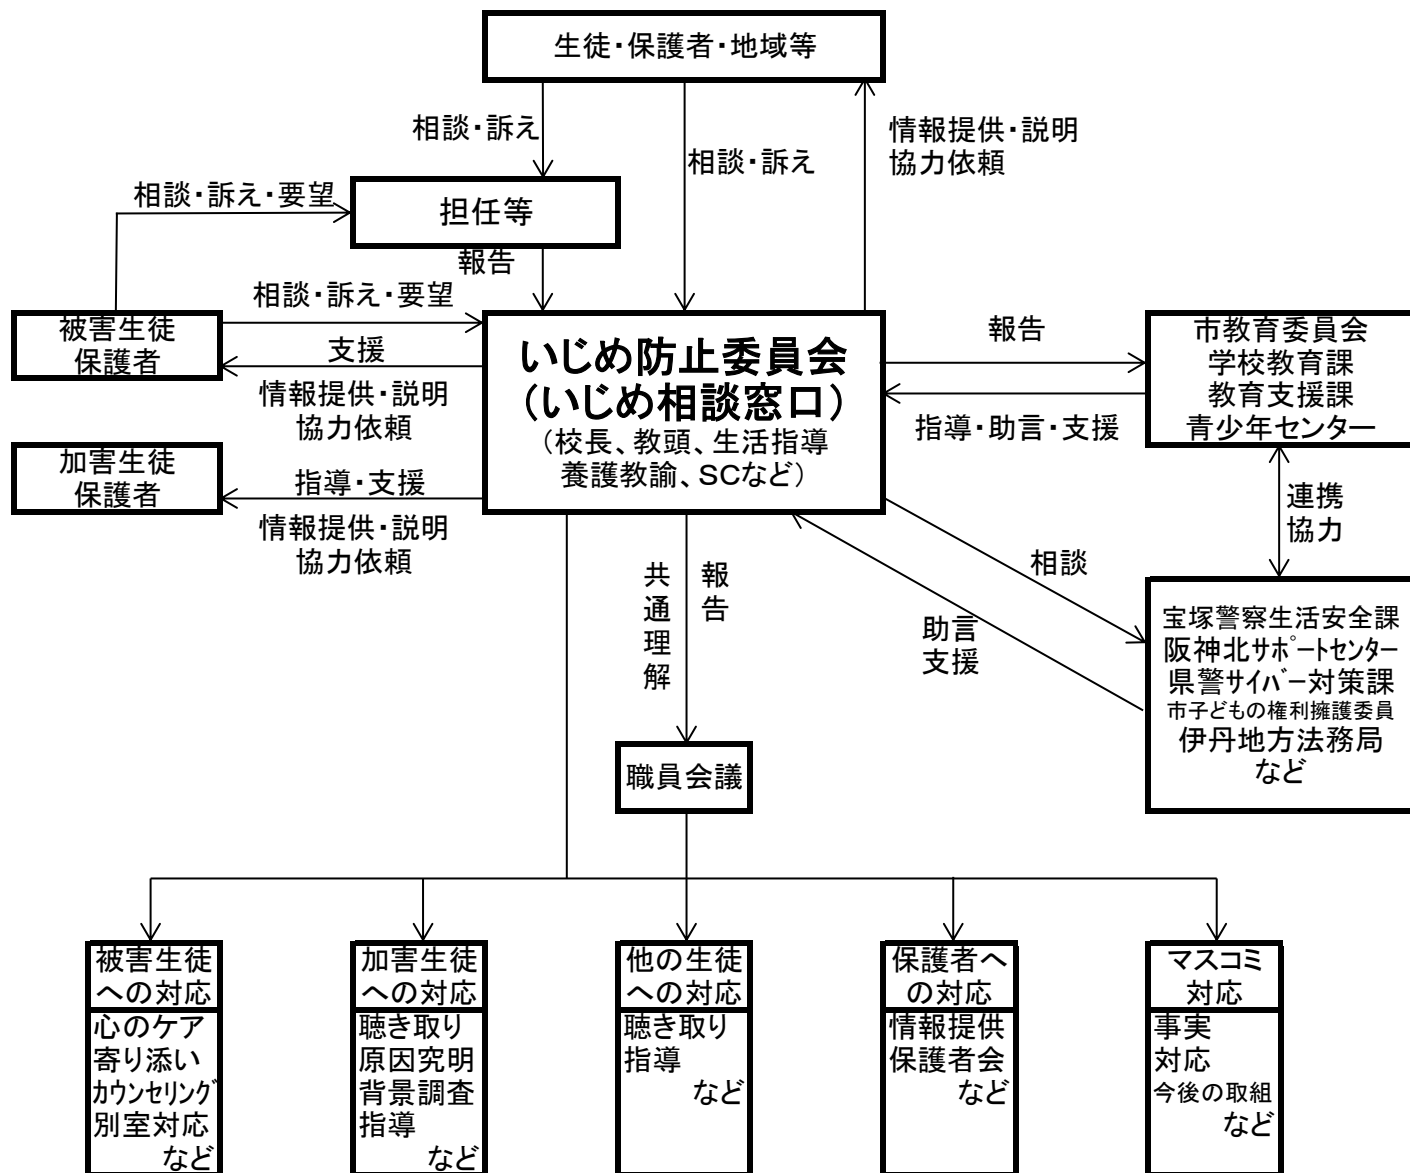 生徒・保護者・地域等
相談・訴え
相談・訴え
情報提供・説明
協力依頼
相談・訴え・要望
担任等
報告
相談・訴え・要望
被害生徒
保護者
支援
情報提供・説明
協力依頼
いじめ防止委員会
（いじめ相談窓口）
（校長、教頭、生活指導
養護教諭、SCなど）
報告
指導・助言・支援
市教育委員会
学校教育課
教育支援課
青少年センター
加害生徒
保護者
指導・支援
情報提供・説明
協力依頼
連携
協力
共通理解
報告
相談
助言
支援
宝塚警察生活安全課
阪神北ｻﾎﾟｰﾄセンター
県警サイバー対策課
市子どもの権利擁護委員
伊丹地方法務局
など
職員会議
被害生徒
への対応
心のケア
寄り添い
ｶｳﾝｾﾘﾝｸﾞ
別室対応
など
加害生徒
への対応
聴き取り
原因究明
背景調査
指導
など
他の生徒
への対応
聴き取り
指導
など
保護者へ
の対応
情報提供
保護者会
など
マスコミ
対応
事実
対応
今後の取組
など